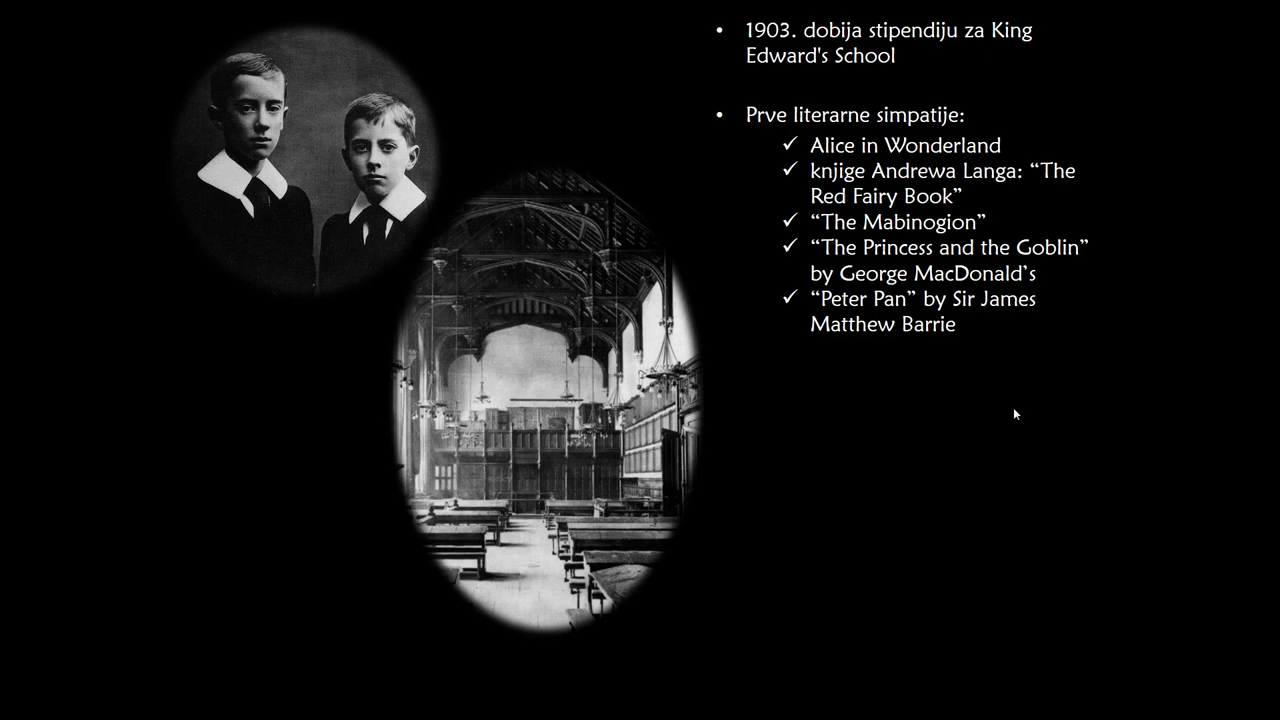 • 1903. dobija stipendiju za King
Edward's School
• Prve literarne simpatije:
✓ Alice in Wonderland
✓ knjige Andrewa Langa: “The
Red Fairy Book”
✓ “The Mabinogion”
✓ “The Princess and the Goblin”
by George MacDonald’s
✓ “Peter Pan” by Sir James
Matthew Barrie